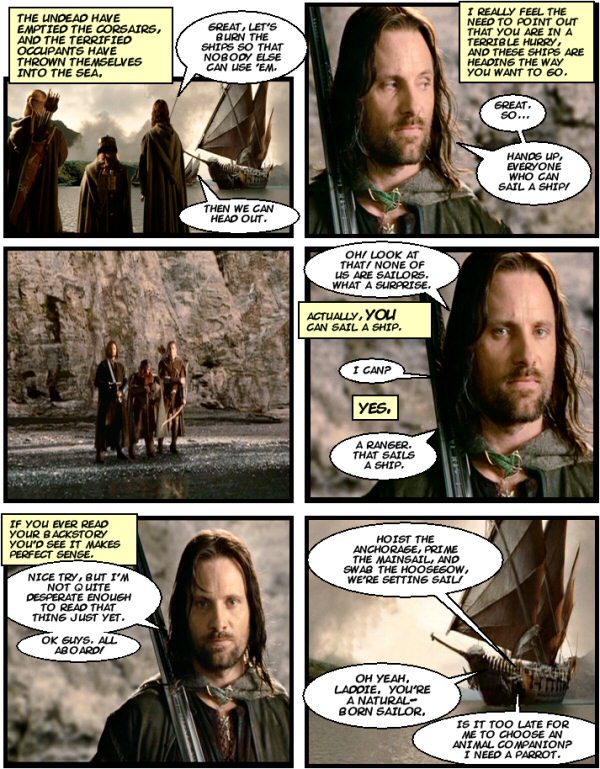 THE UNDEAD HAVE
EMPTIED THE CORSAIRS,
AND THE TERRIFIED
OCCUPANTS HAVE
THROWN THEMSELVES
INTO THE SEA.
GREAT, LET'S
BURN THE
SHIPS SO THAT
NOBODY ELSE
CAN USE 'EM.
THEN WE CAN
HEAD OUT.
I REALLY FEEL THE
NEED TO POINT OUT
THAT YOU ARE IN A
TERRIBLE HURRY,
AND THESE SHIPS ARE
HEADING THE WAY
YOU WANT TO GO.
GREAT.
SO...
HANDS UP,
EVERYONE
WHO CAN
SAIL A SHIP!
OH! LOOK AT
THAT! NONE OF
US ARE SAILORS.
WHAT A SURPRISE.
ACTUALLY, YOU
CAN SAIL A SHIP.
I CAN?
YES.
A RANGER.
THAT SAILS
A SHIP.
IF YOU EVER READ
YOUR BACKSTORY
YOU'D SEE IT MAKES
PERFECT SENSE.
NICE TRY, BUT I'M
NOT QUITE
DESPERATE ENOUGH
TO READ THAT
THING JUST YET.
OK GUYS. ALL
ABOARD!
HOIST THE
ANCHORAGE, PRIME
THE MAINSAIL, AND
SWAB THE HOOSEGOW,
WE'RE SETTING SAIL!
OH YEAH,
LADDIE. YOU'RE
A NATURAL-
BORN SAILOR.
IS IT TOO LATE FOR
ME TO CHOOSE AN
ANIMAL COMPANION?
I NEED A PARROT.